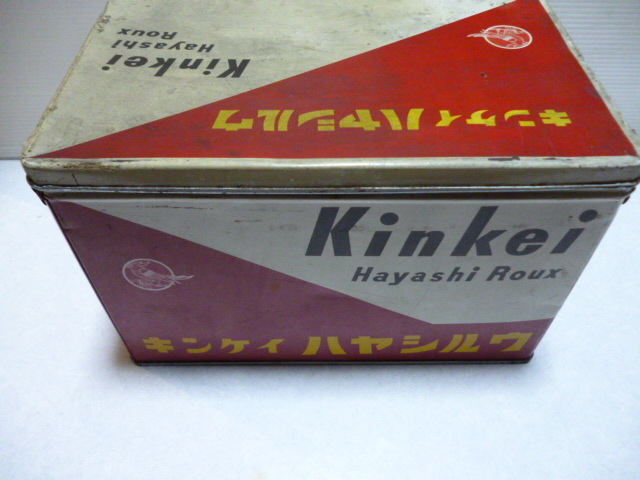 Kinkei
Hayashi
Roux
キンケイハヤシルウ
Kinkei
Hayashi Roux
キンケイ ハヤシルウ